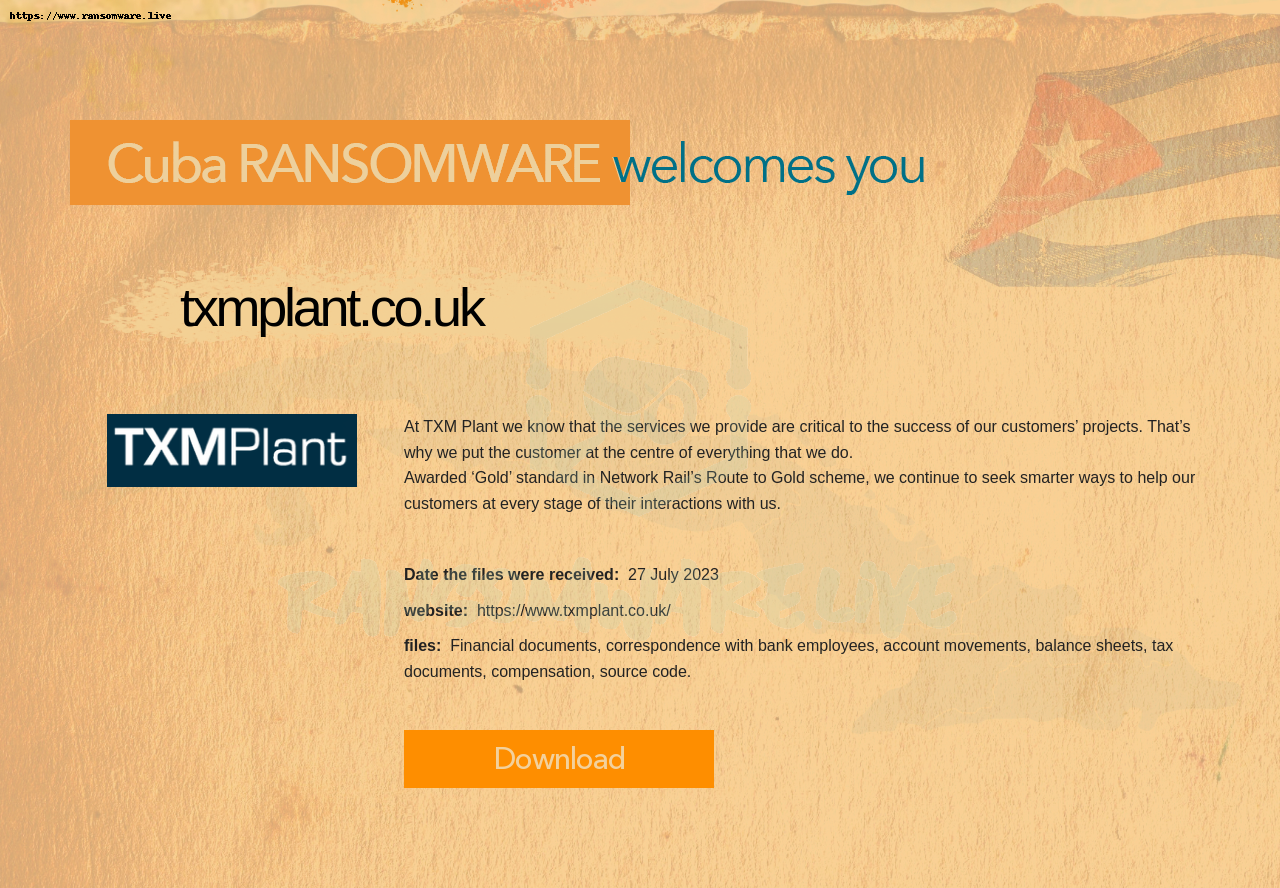 https://www.ransomware.live
Cuba RANSOMWARE welcomes you
txmplant.co.uk
TXMPlant
At TXM Plant we know that the services we provide are critical to the success of our customers’ projects. That’s
why we put the customer at the centre of everything that we do.
Awarded ‘Gold’ standard in Network Rail’s Route to Gold scheme, we continue to seek smarter ways to help our
customers at every stage of their interactions with us.
Date the files were received: 27 July 2023
website: https://www.txmplant.co.uk/
RANSOMWARE.LIVE
files: Financial documents, correspondence with bank employees, account movements, balance sheets, tax
documents, compensation, source code.
Download